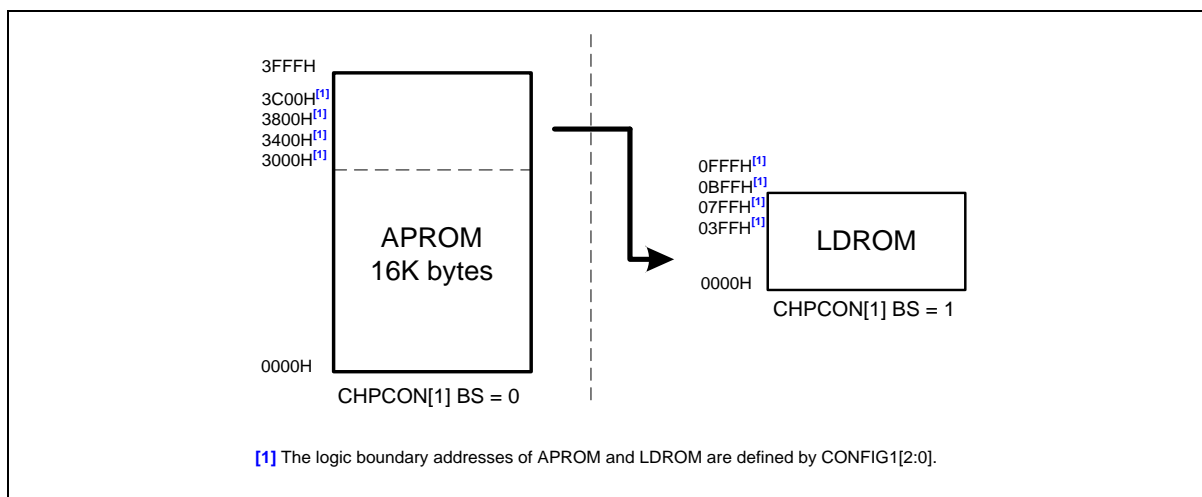 3FFFH
3C00H[1]
3800H[1]
3400H[1]
3000H[1]
APROM
16K bytes
0000H
CHPCON[1] BS = 0
0FFFH[1]
0BFFH[1]
07FFH[1]
03FFH[1]
LDROM
0000H
CHPCON[1] BS = 1
[1] The logic boundary addresses of APROM and LDROM are defined by CONFIG1[2:0].